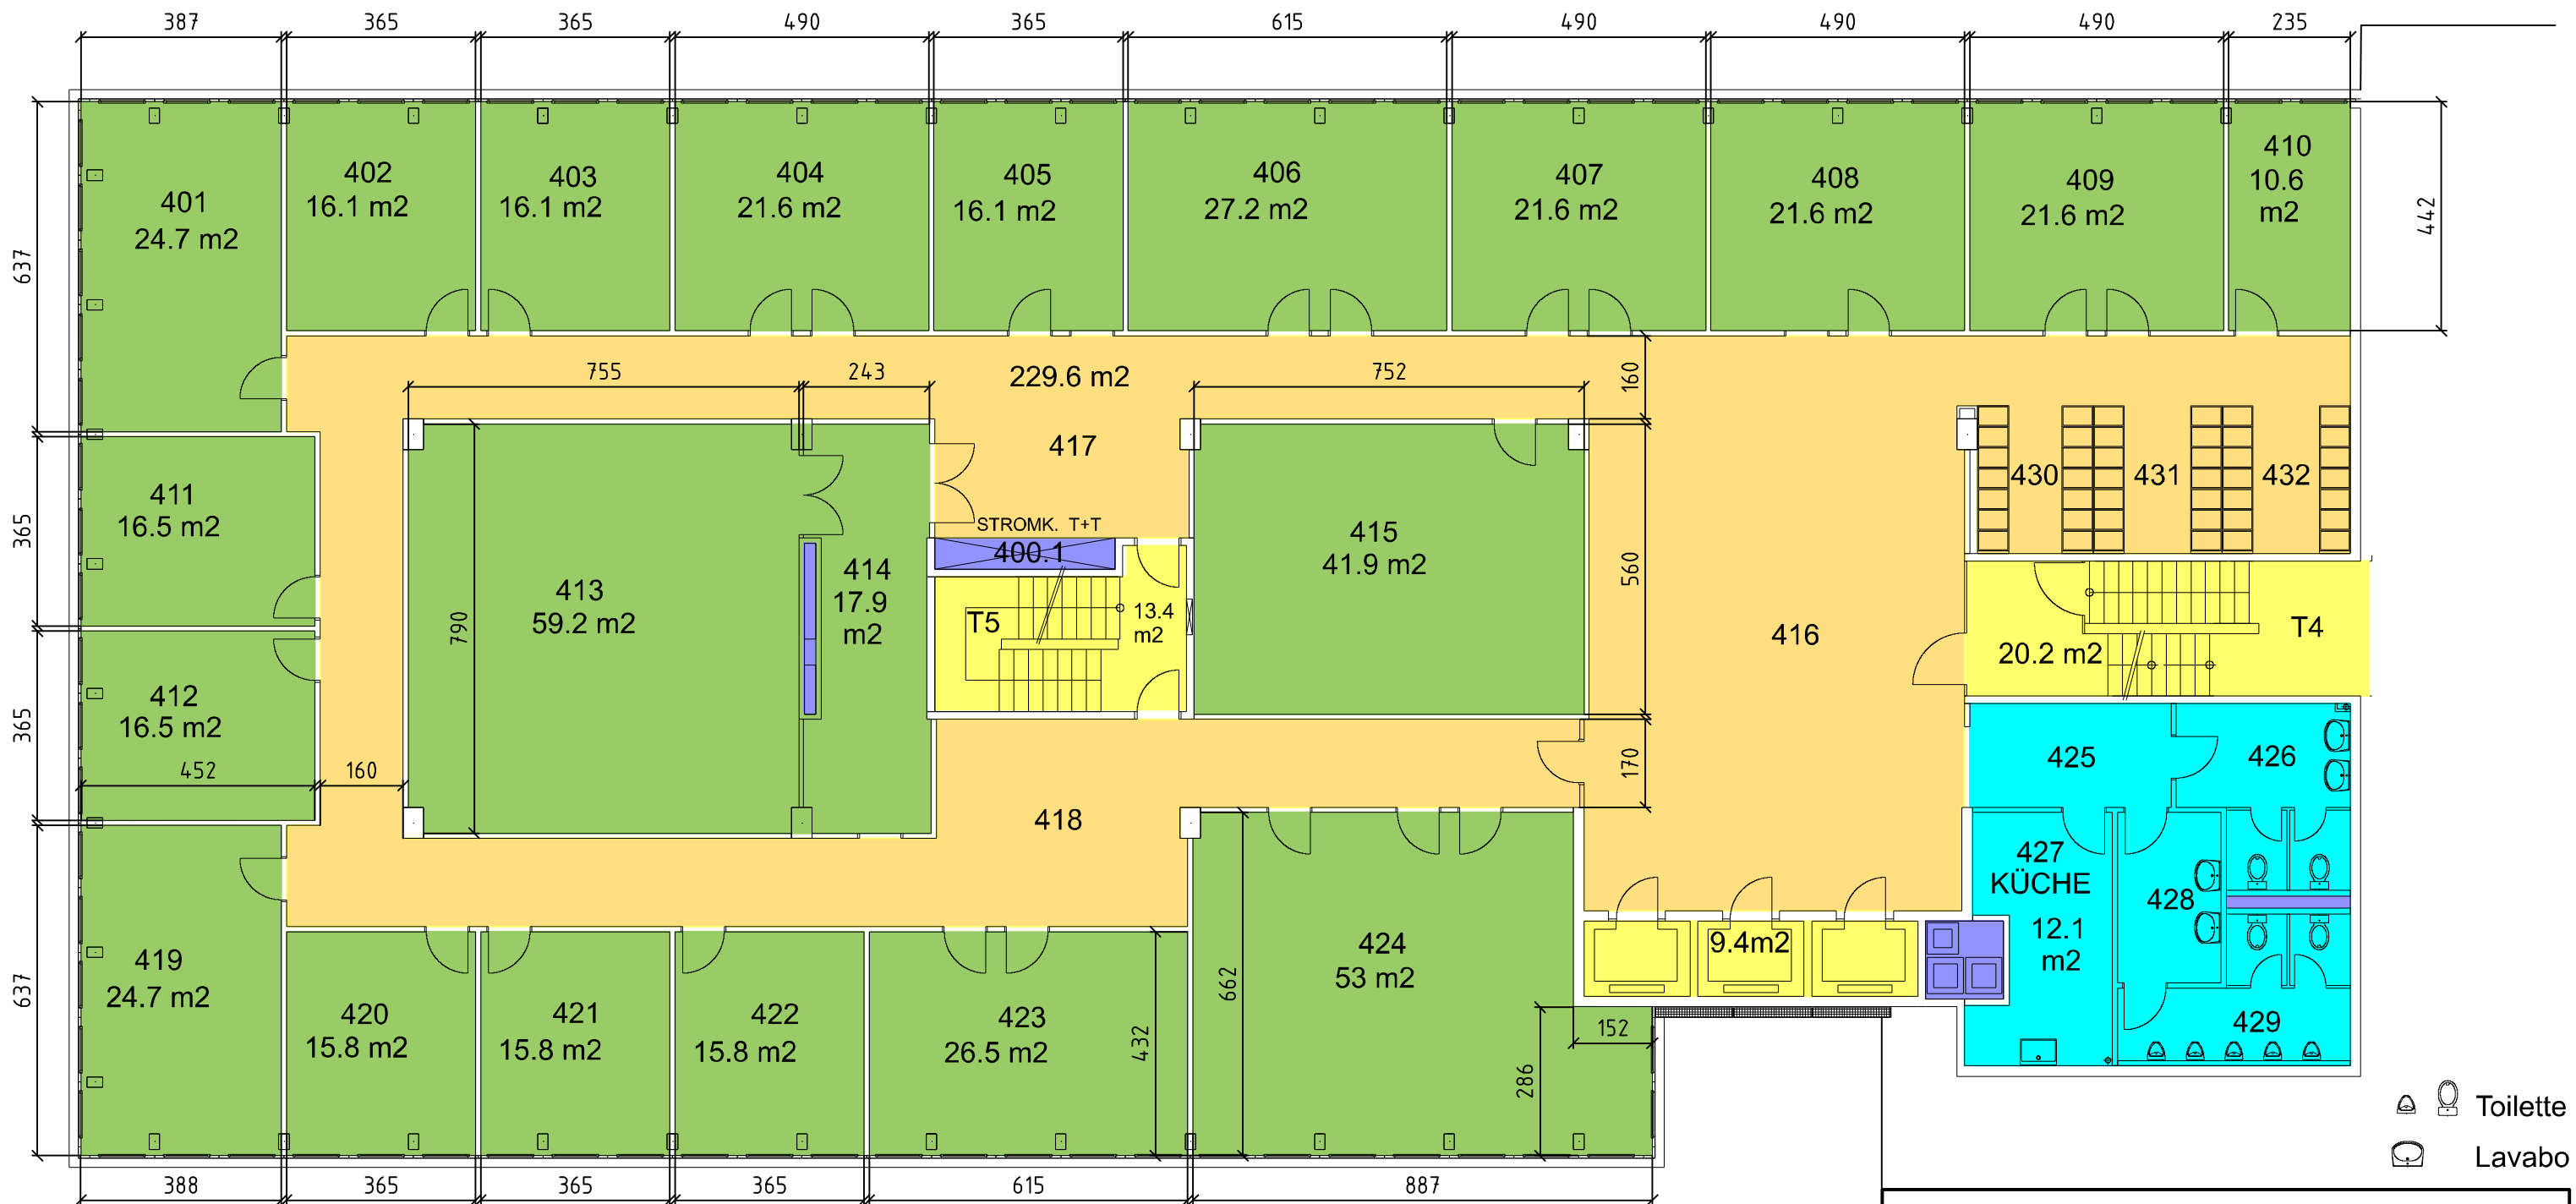 387
365
365
490
365
615
490
490
490
235
401
24.7 m2
402
16.1 m2
403
16.1 m2
404
21.6 m2
405
16.1 m2
406
27.2 m2
407
21.6 m2
408
21.6 m2
409
21.6 m2
410
10.6
m2
442
637
755
243
229.6 m2
752
160
417
430
431
432
411
16.5 m2
365
STROMK. T+T
400.1
413
59.2 m2
790
414
17.9
m2
T5
13.4
m2
415
41.9 m2
560
416
20.2 m2
T4
412
16.5 m2
365
452
160
170
418
425
426
427
KÜCHE
12.1
m2
428
429
9.4m2
419
24.7 m2
637
420
15.8 m2
421
15.8 m2
422
15.8 m2
423
26.5 m2
432
662
424
53 m2
152
286
Toilette
Lavabo
388
365
365
365
615
887